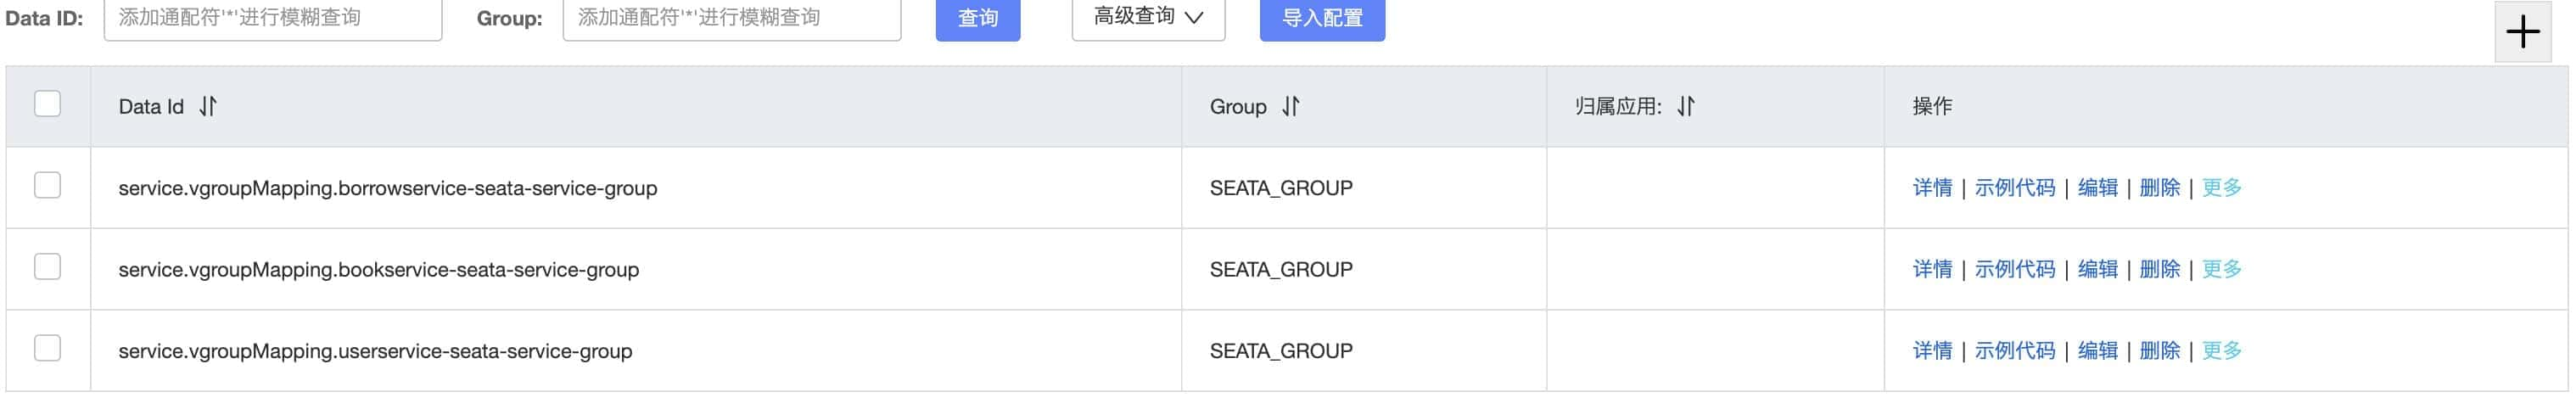 Data ID: 添加通配符'*'进行模糊查询 Group: 添加通配符'*'进行模糊查询 查询 高级查询 导入配置
Data Id Group 归属应用: 操作
service.vgroupMapping.borrowservice-seata-service-group SEATA_GROUP 详情 | 示例代码 | 编辑 | 删除 | 更多
service.vgroupMapping.bookservice-seata-service-group SEATA_GROUP 详情 | 示例代码 | 编辑 | 删除 | 更多
service.vgroupMapping.userservice-seata-service-group SEATA_GROUP 详情 | 示例代码 | 编辑 | 删除 | 更多